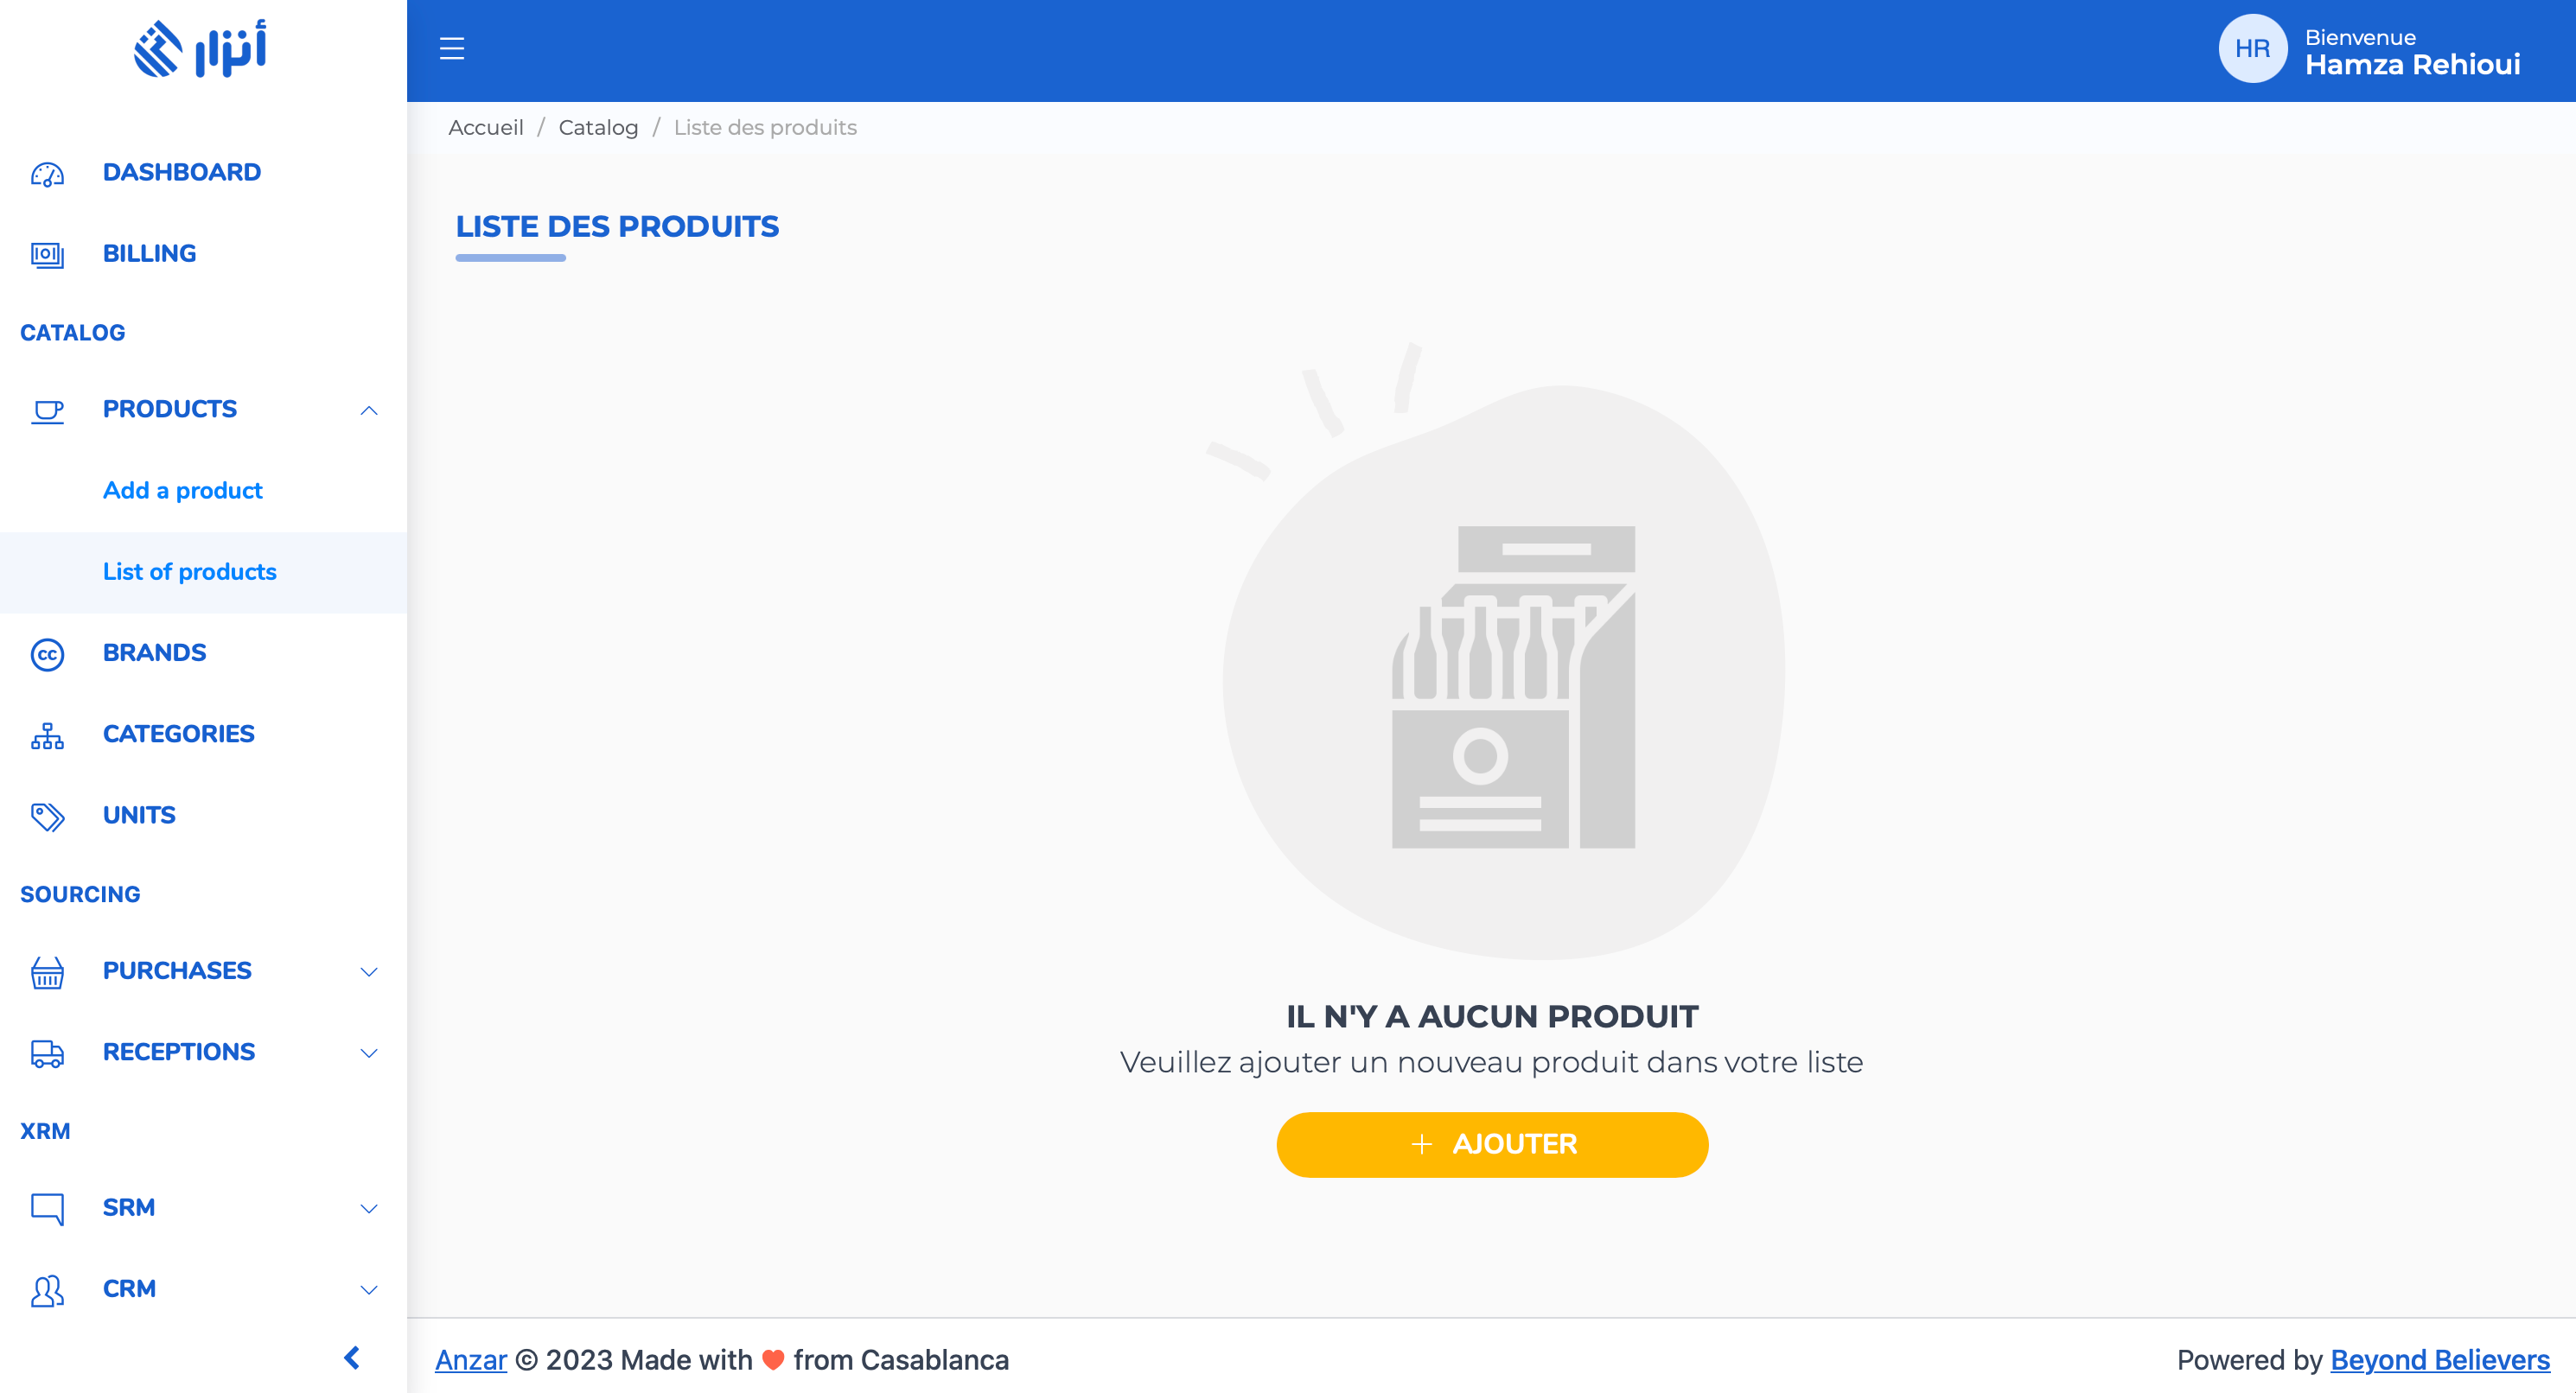 أنزار
DASHBOARD
BILLING
CATALOG
PRODUCTS
Add a product
List of products
BRANDS
CATEGORIES
UNITS
SOURCING
PURCHASES
RECEPTIONS
XRM
SRM
CRM
HR
Bienvenue
Hamza Rehioui
Accueil / Catalog / Liste des produits
LISTE DES PRODUITS
IL N'Y A AUCUN PRODUIT
Veuillez ajouter un nouveau produit dans votre liste
+ AJOUTER
Anzar © 2023 Made with ❤️ from Casablanca
Powered by Beyond Believers